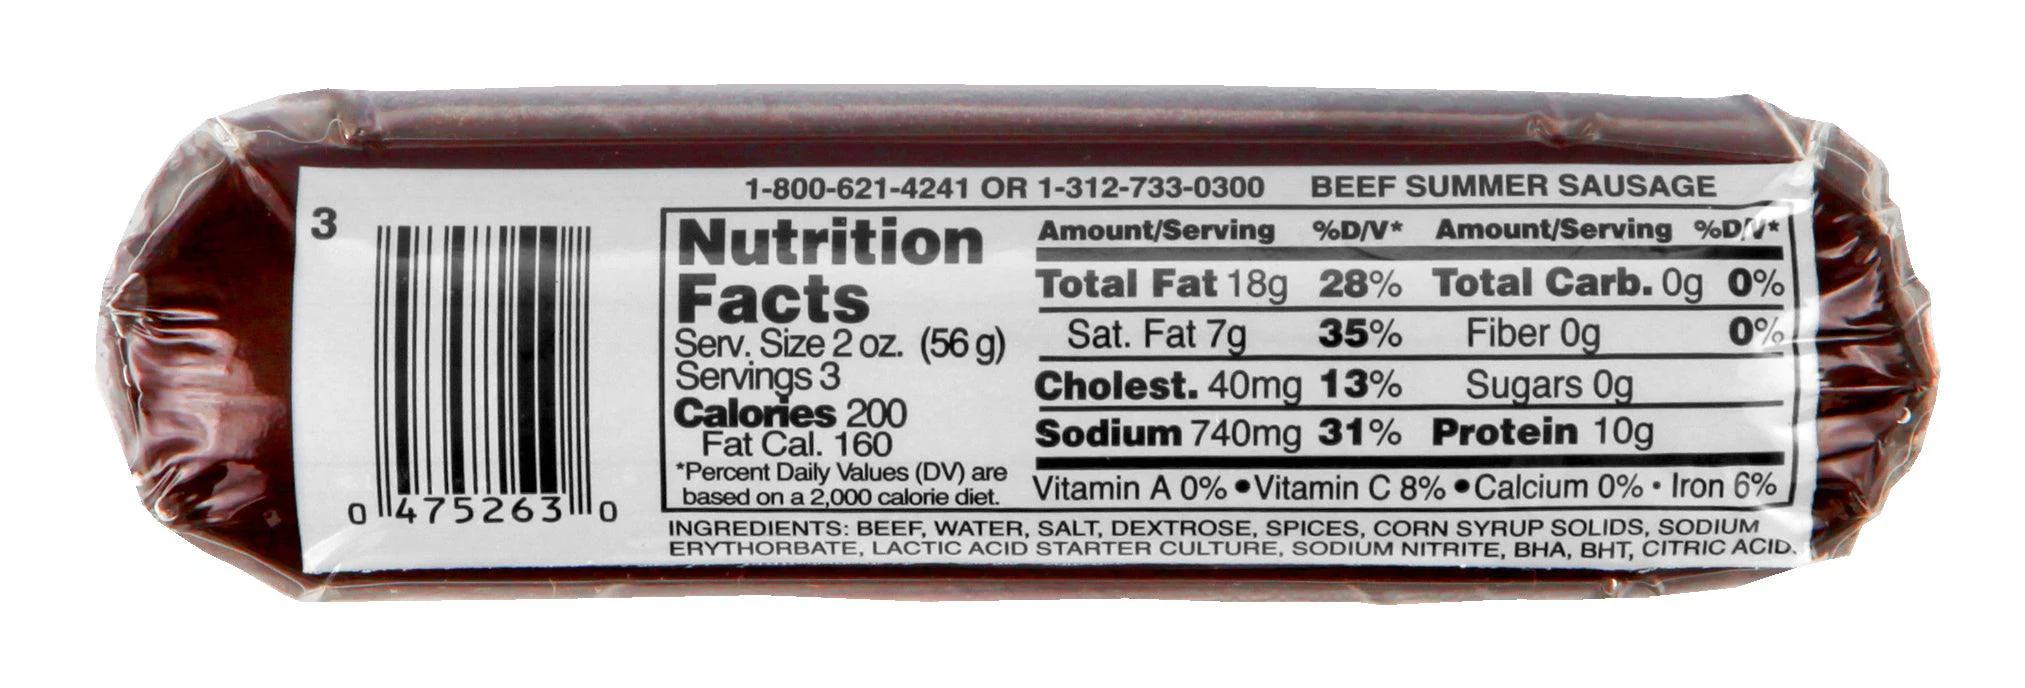 1-800-621-4241 OR 1-312-733-0300 BEEF SUMMER SAUSAGE
3
0 475263 0
Nutrition
Facts
Serv. Size 2 oz. (56 g)
Servings 3
Calories 200
Fat Cal. 160
*Percent Daily Values (DV) are
based on a 2,000 calorie diet.
Amount/Serving %D/V* Amount/Serving %D/V*
Total Fat 18g 28% Total Carb. 0g 0%
Sat. Fat 7g 35% Fiber 0g 0%
Cholest. 40mg 13% Sugars 0g
Sodium 740mg 31% Protein 10g
Vitamin A 0% • Vitamin C 8% • Calcium 0% · Iron 6%
INGREDIENTS: BEEF, WATER, SALT, DEXTROSE, SPICES, CORN SYRUP SOLIDS, SODIUM
ERYTHORBATE, LACTIC ACID STARTER CULTURE, SODIUM NITRITE, BHA, BHT, CITRIC ACID.